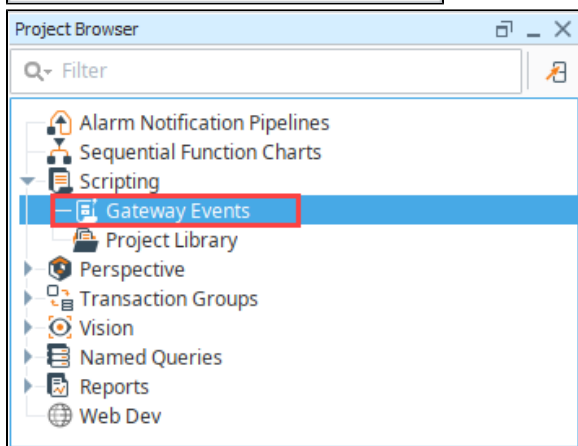 Project Browser
Filter
Alarm Notification Pipelines
Sequential Function Charts
Scripting
Gateway Events
Project Library
Perspective
Transaction Groups
Vision
Named Queries
Reports
Web Dev